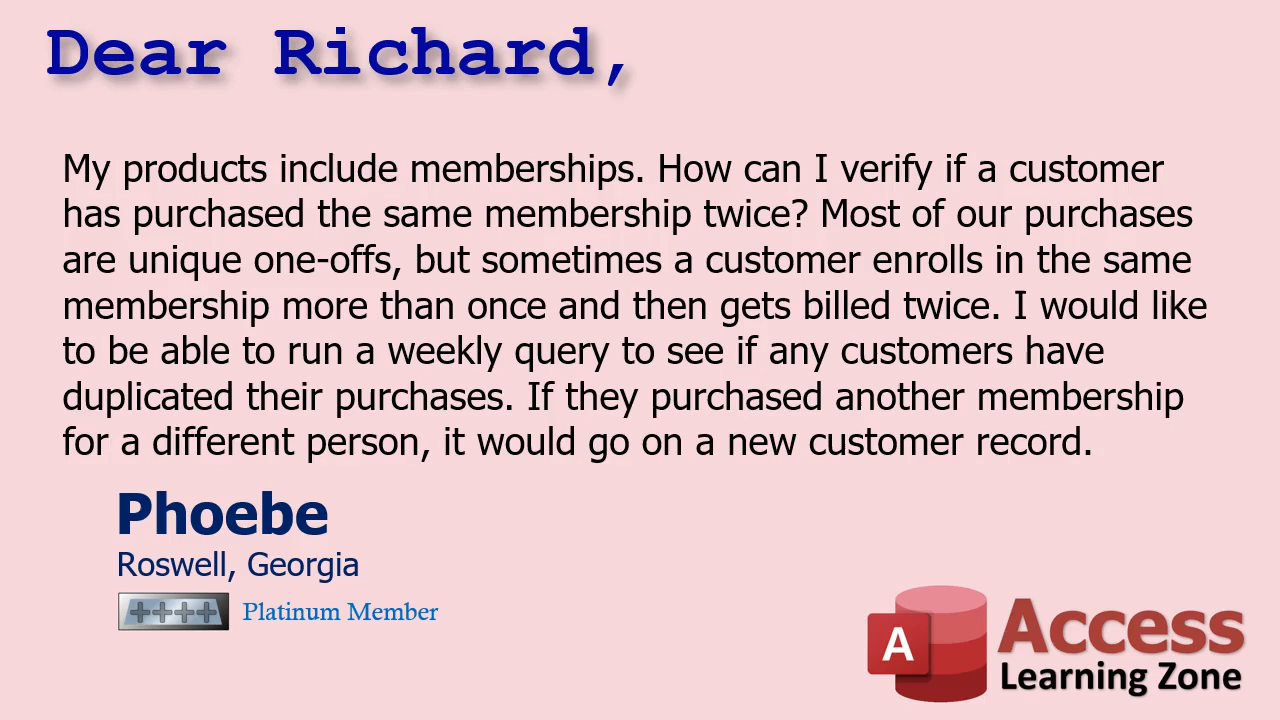 Dear Richard,
My products include memberships. How can I verify if a customer
has purchased the same membership twice? Most of our purchases
are unique one-offs, but sometimes a customer enrolls in the same
membership more than once and then gets billed twice. I would like
to be able to run a weekly query to see if any customers have
duplicated their purchases. If they purchased another membership
for a different person, it would go on a new customer record.
Phoebe
Roswell, Georgia
++++ Platinum Member
A Access
Learning Zone